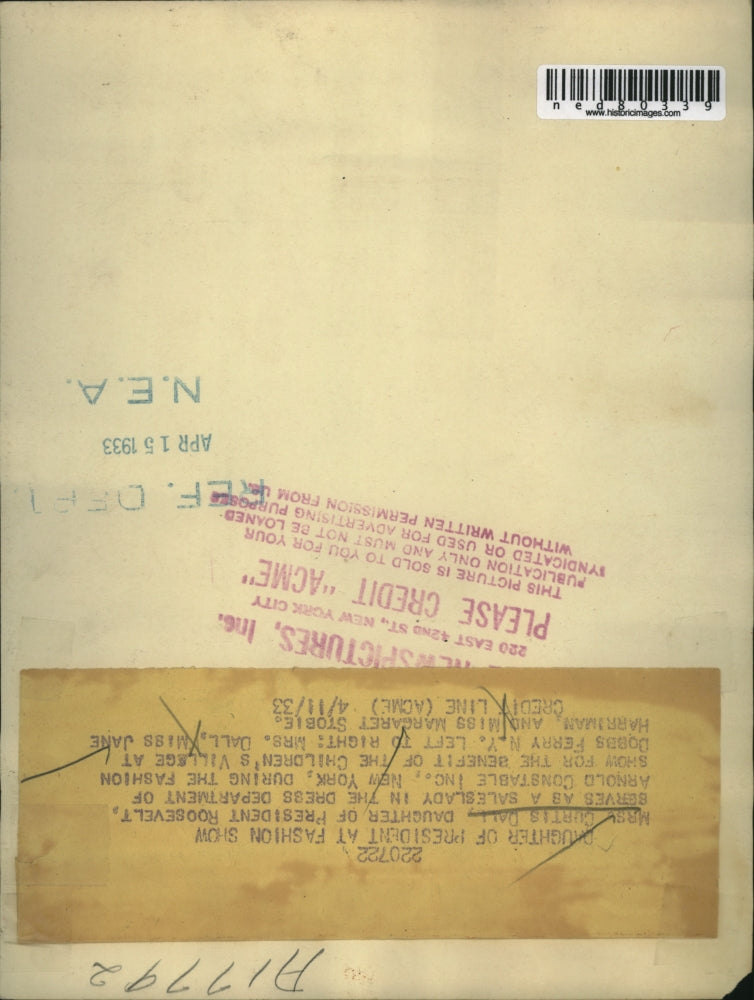 ned80339
www.historicimages.com
220722
DAUGHTER OF PRESIDENT AT FASHION SHOW
MRS. CURTIS DALL, DAUGHTER OF PRESIDENT ROOSEVELT,
SERVES AS A SALESLADY IN THE DRESS DEPARTMENT OF
ARNOLD CONSTABLE INC., NEW YORK, DURING THE FASHION
SHOW FOR THE BENEFIT OF THE CHILDREN'S VILLAGE AT
DOBBS FERRY N.Y. LEFT TO RIGHT: MRS. DALL, MISS JANE
HARRIMAN, AND MISS MARGARET STOBIE.
CREDIT LINE (ACME) 4/11/33
NEWSPICTURES, INC.
220 EAST 42ND ST., NEW YORK CITY
PLEASE CREDIT "ACME"
THIS PICTURE IS SOLD TO YOU FOR YOUR
PUBLICATION ONLY AND MUST NOT BE LOANED
SYNDICATED OR USED FOR ADVERTISING PURPOSES
WITHOUT WRITTEN PERMISSION FROM US
REF. DEPT
APR 15 1933
N.E.A.
A17792